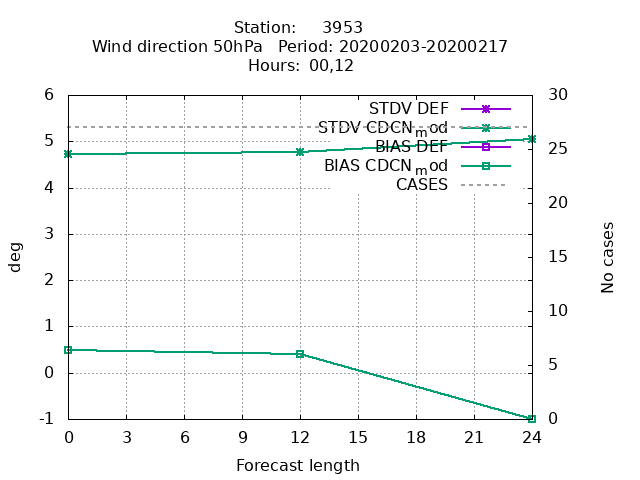 Station: 3953
Wind direction 50hPa Period: 20200203-20200217
Hours: 00,12
6
5
4
3
2
1
0
-1
30
25
20
15
10
5
0
STDV DEF
STDV CDCN_mod
BIAS DEF
BIAS CDCN_mod
CASES
deg
No cases
0 3 6 9 12 15 18 21 24
Forecast length